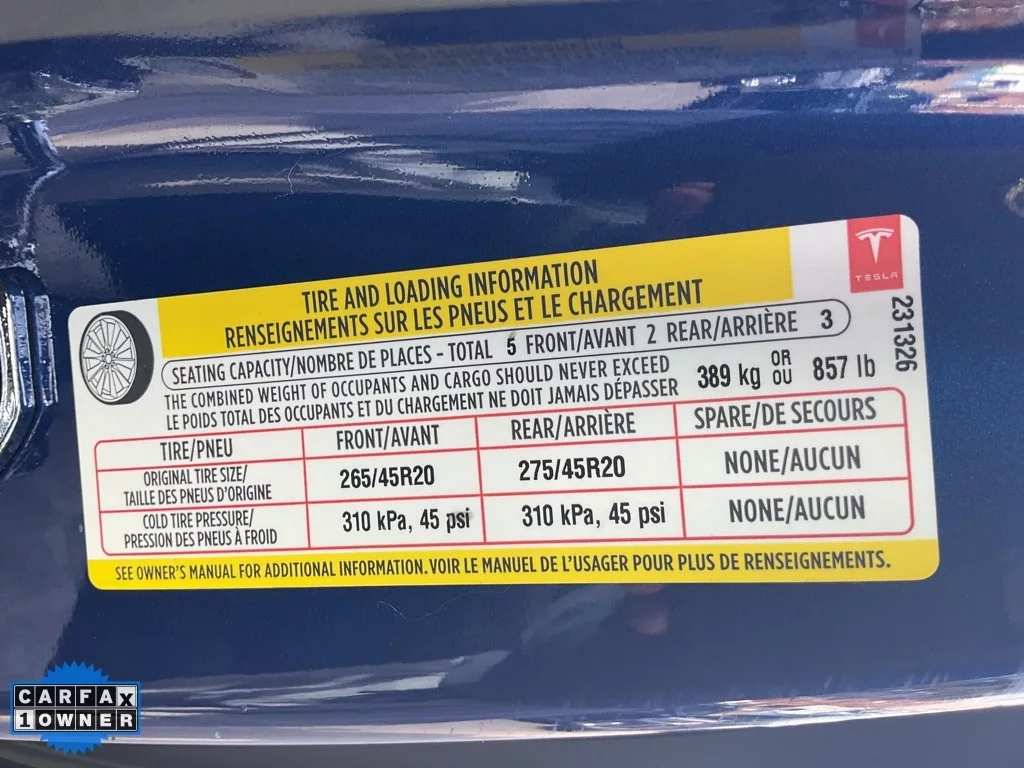 TESLA
TIRE AND LOADING INFORMATION
RENSEIGNEMENTS SUR LES PNEUS ET LE CHARGEMENT
SEATING CAPACITY/NOMBRE DE PLACES - TOTAL 5 FRONT/AVANT 2 REAR/ARRIÈRE 3
THE COMBINED WEIGHT OF OCCUPANTS AND CARGO SHOULD NEVER EXCEED
LE POIDS TOTAL DES OCCUPANTS ET DU CHARGEMENT NE DOIT JAMAIS DÉPASSER
389 kg OR OU 857 lb
231326
TIRE/PNEU FRONT/AVANT REAR/ARRIÈRE SPARE/DE SECOURS
ORIGINAL TIRE SIZE/
TAILLE DES PNEUS D'ORIGINE
265/45R20 275/45R20 NONE/AUCUN
COLD TIRE PRESSURE/
PRESSION DES PNEUS À FROID
310 kPa, 45 psi 310 kPa, 45 psi NONE/AUCUN
SEE OWNER'S MANUAL FOR ADDITIONAL INFORMATION. VOIR LE MANUEL DE L'USAGER POUR PLUS DE RENSEIGNEMENTS.
CARFAX
1 OWNER